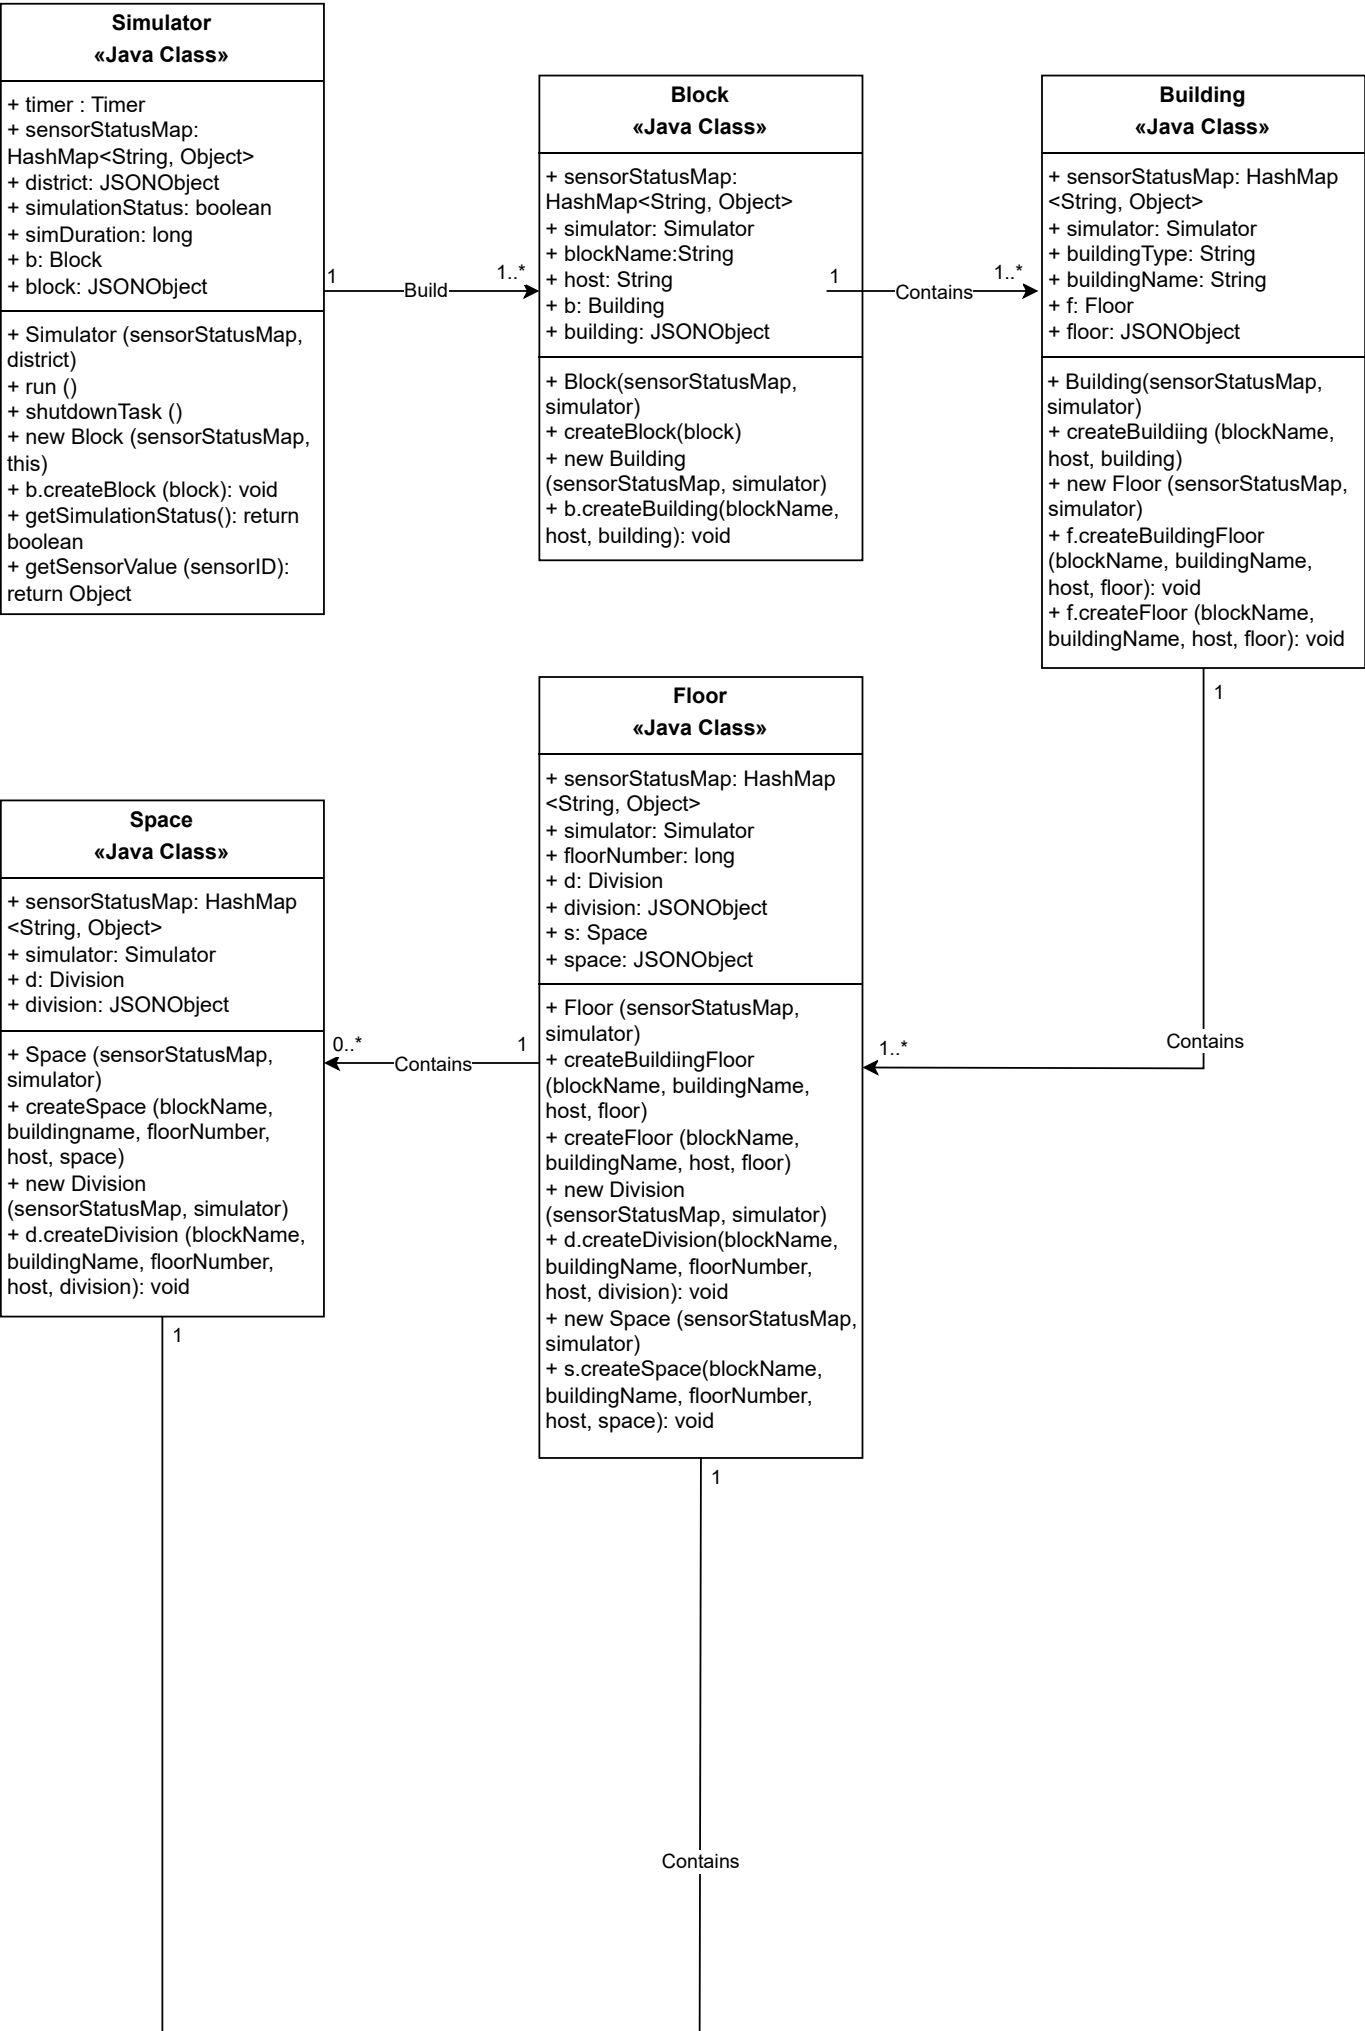 Simulator
«Java Class»
+ timer : Timer
+ sensorStatusMap:
HashMap<String, Object>
+ district: JSONObject
+ simulationStatus: boolean
+ simDuration: long
+ b: Block
+ block: JSONObject
+ Simulator (sensorStatusMap,
district)
+ run ()
+ shutdownTask ()
+ new Block (sensorStatusMap,
this)
+ b.createBlock (block): void
+ getSimulationStatus(): return
boolean
+ getSensorValue (sensorID):
return Object
1
Build
1..*
Block
«Java Class»
+ sensorStatusMap:
HashMap<String, Object>
+ simulator: Simulator
+ blockName:String
+ host: String
+ b: Building
+ building: JSONObject
+ Block(sensorStatusMap,
simulator)
+ createBlock(block)
+ new Building
(sensorStatusMap, simulator)
+ b.createBuilding(blockName,
host, building): void
1
Contains
1..*
Building
«Java Class»
+ sensorStatusMap: HashMap
<String, Object>
+ simulator: Simulator
+ buildingType: String
+ buildingName: String
+ f: Floor
+ floor: JSONObject
+ Building(sensorStatusMap,
simulator)
+ createBuildiing (blockName,
host, building)
+ new Floor (sensorStatusMap,
simulator)
+ f.createBuildingFloor
(blockName, buildingName,
host, floor): void
+ f.createFloor (blockName,
buildingName, host, floor): void
1
Contains
1..*
Floor
«Java Class»
+ sensorStatusMap: HashMap
<String, Object>
+ simulator: Simulator
+ floorNumber: long
+ d: Division
+ division: JSONObject
+ s: Space
+ space: JSONObject
+ Floor (sensorStatusMap,
simulator)
+ createBuildiingFloor
(blockName, buildingName,
host, floor)
+ createFloor (blockName,
buildingName, host, floor)
+ new Division
(sensorStatusMap, simulator)
+ d.createDivision(blockName,
buildingName, floorNumber,
host, division): void
+ new Space (sensorStatusMap,
simulator)
+ s.createSpace(blockName,
buildingName, floorNumber,
host, space): void
1
Contains
0..*
Space
«Java Class»
+ sensorStatusMap: HashMap
<String, Object>
+ simulator: Simulator
+ d: Division
+ division: JSONObject
+ Space (sensorStatusMap,
simulator)
+ createSpace (blockName,
buildingname, floorNumber,
host, space)
+ new Division
(sensorStatusMap, simulator)
+ d.createDivision (blockName,
buildingName, floorNumber,
host, division): void
1
1
Contains